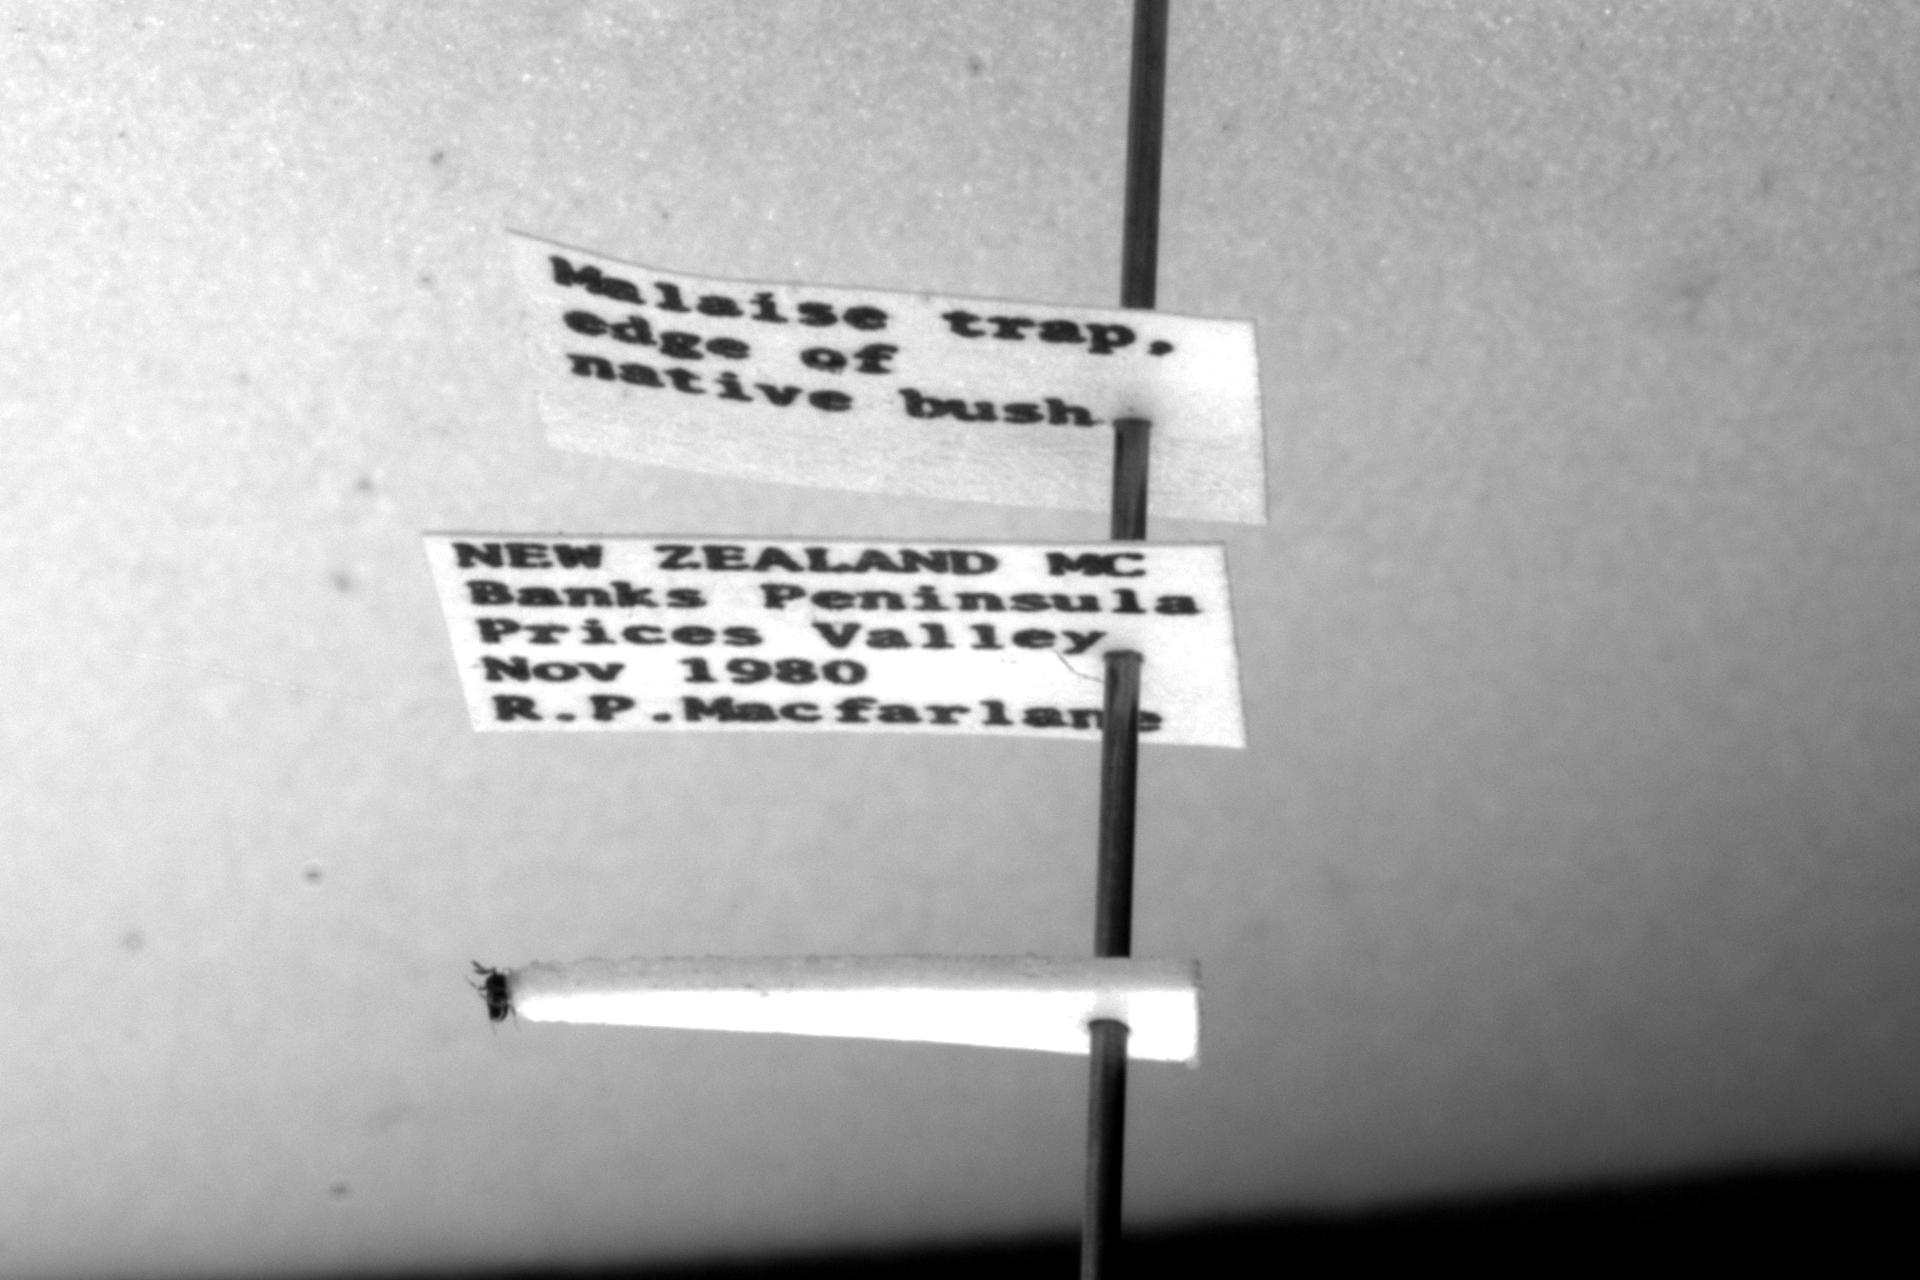 Malaise trap,
edge of
native bush
NEW ZEALAND MC
Banks Peninsula
Prices Valley
Nov 1980
R.P.Macfarlane